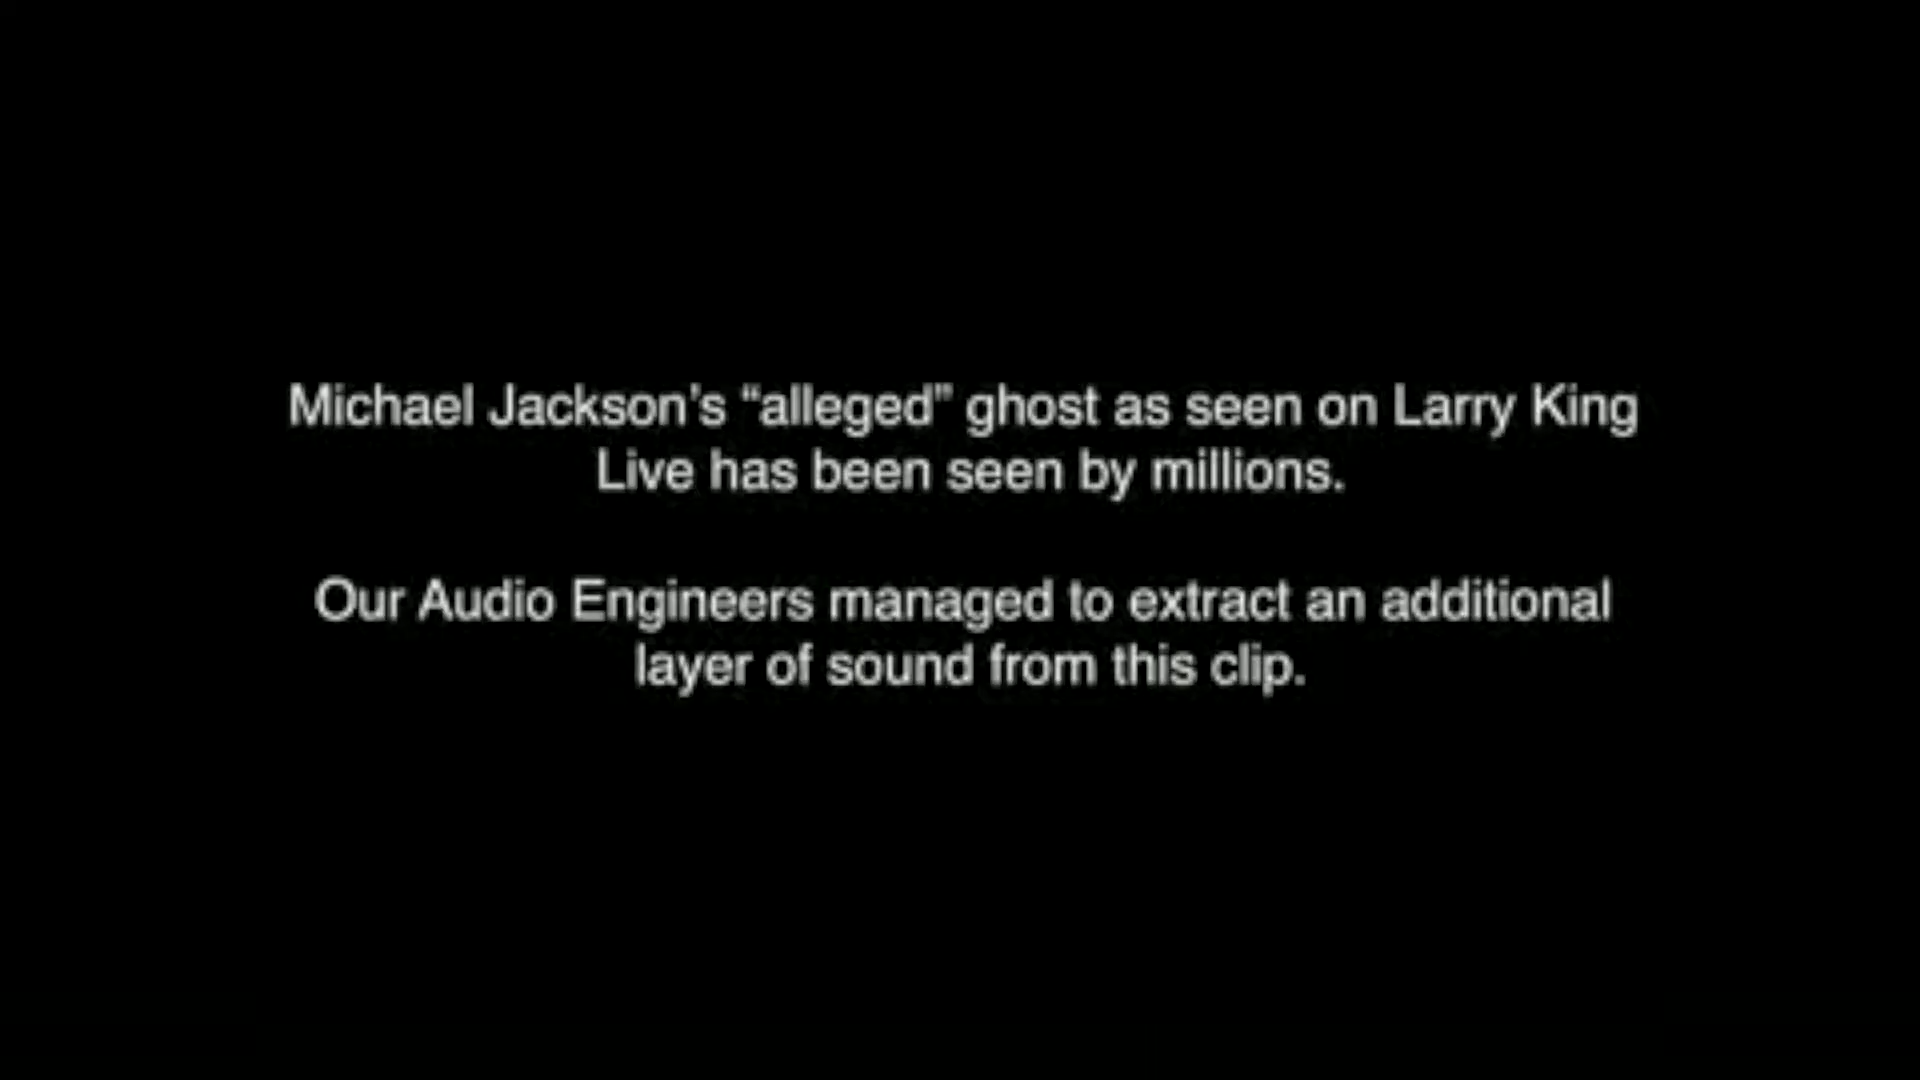 Michael Jackson’s “alleged” ghost as seen on Larry King
Live has been seen by millions.
Our Audio Engineers managed to extract an additional
layer of sound from this clip.